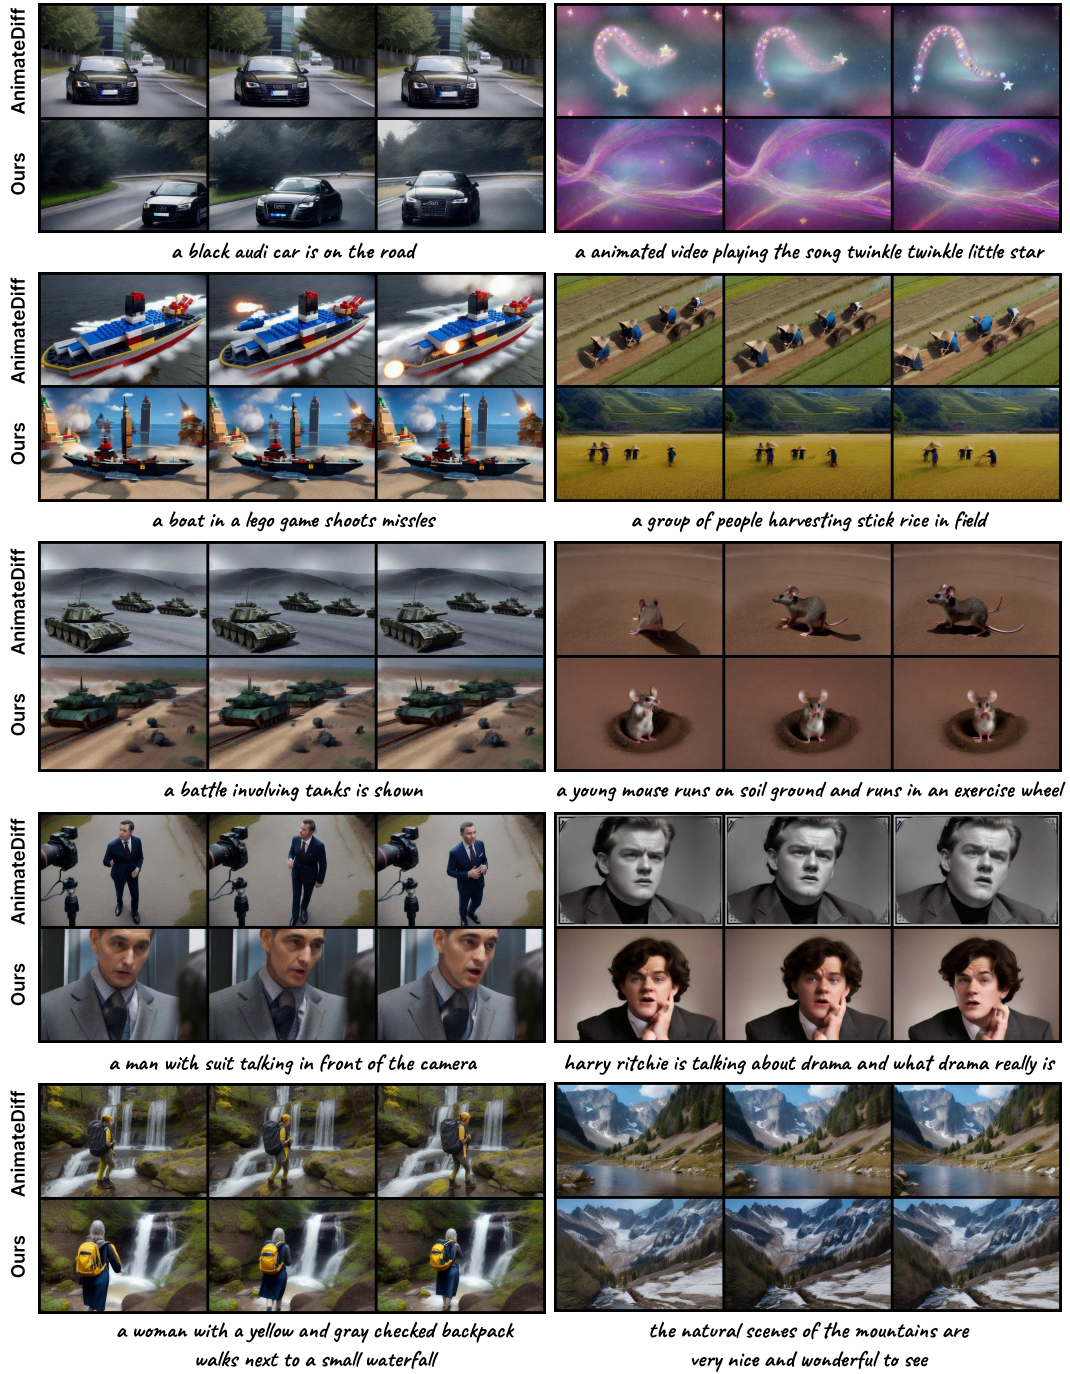 AnimateDiff
Ours
a black audi car is on the road
a animated video playing the song twinkle twinkle little star
AnimateDiff
Ours
a boat in a lego game shoots missles
a group of people harvesting stick rice in field
AnimateDiff
Ours
a battle involving tanks is shown
a young mouse runs on soil ground and runs in an exercise wheel
AnimateDiff
Ours
a man with suit talking in front of the camera
harry ritchie is talking about drama and what drama really is
AnimateDiff
Ours
a woman with a yellow and gray checked backpack
walks next to a small waterfall
the natural scenes of the mountains are
very nice and wonderful to see